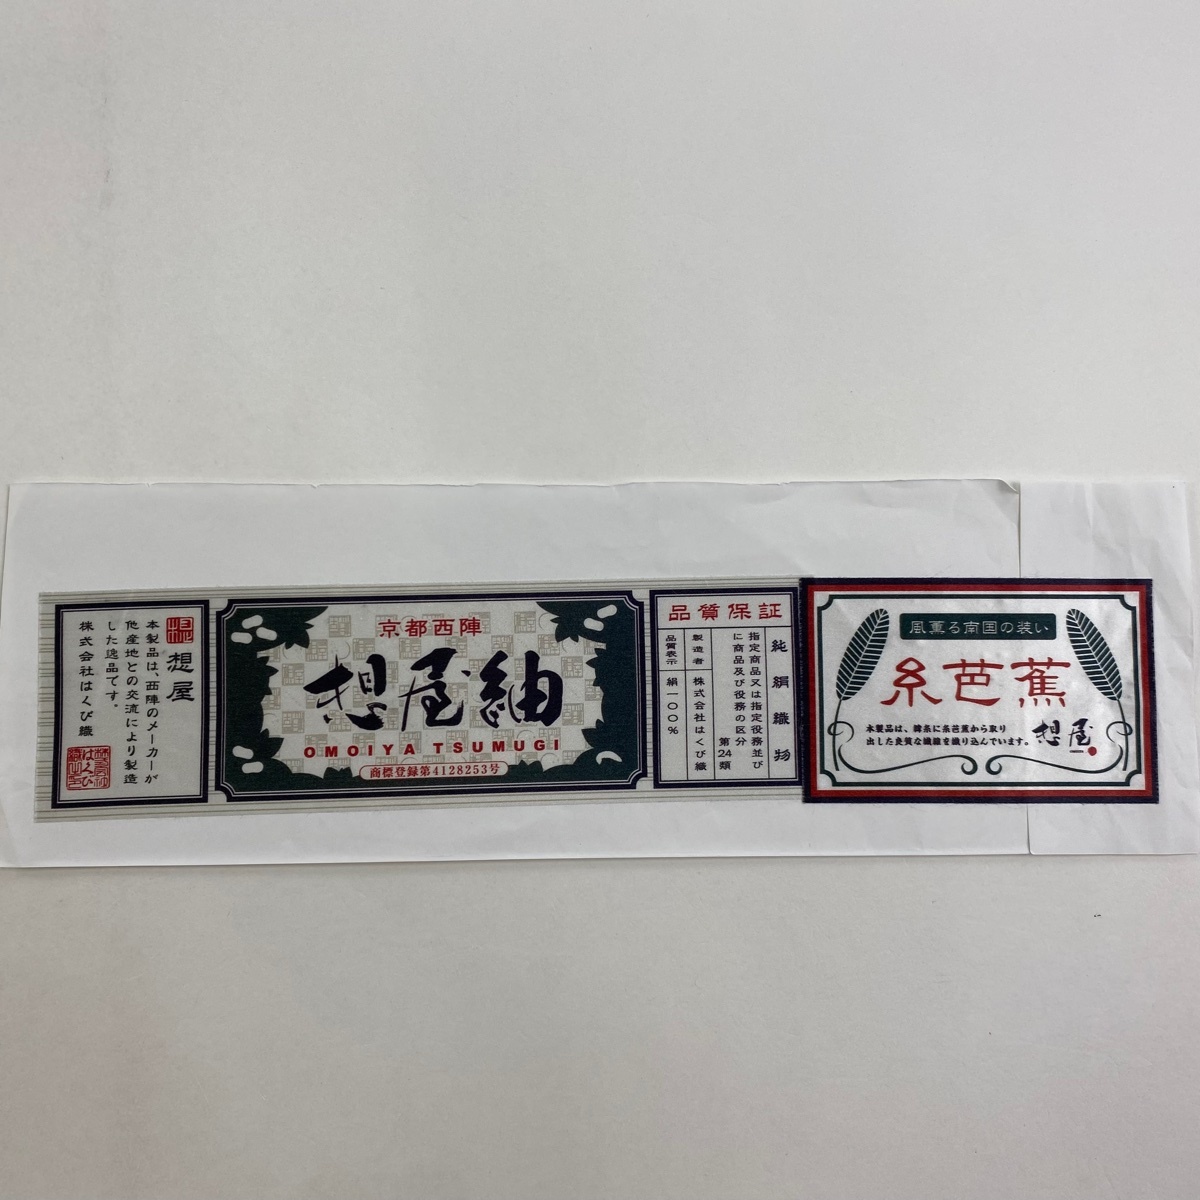 想屋
本製品は、西陣のメーカーが
他産地との交流により製造
した逸品です。
株式会社はくび織
京都西陣
想屋紬
OMOIYA TSUMUGI
商標登録第4128253号
品質保証
純絹織物
指定商品又は指定役務並び
に商品及び役務の区分 第24類
製造者 株式会社はくび織
品質表示 絹一〇〇%
風薫る南国の装い
糸芭蕉
本製品は、緯糸に糸芭蕉から取り
出した良質な繊維を織り込んでいます。
想屋